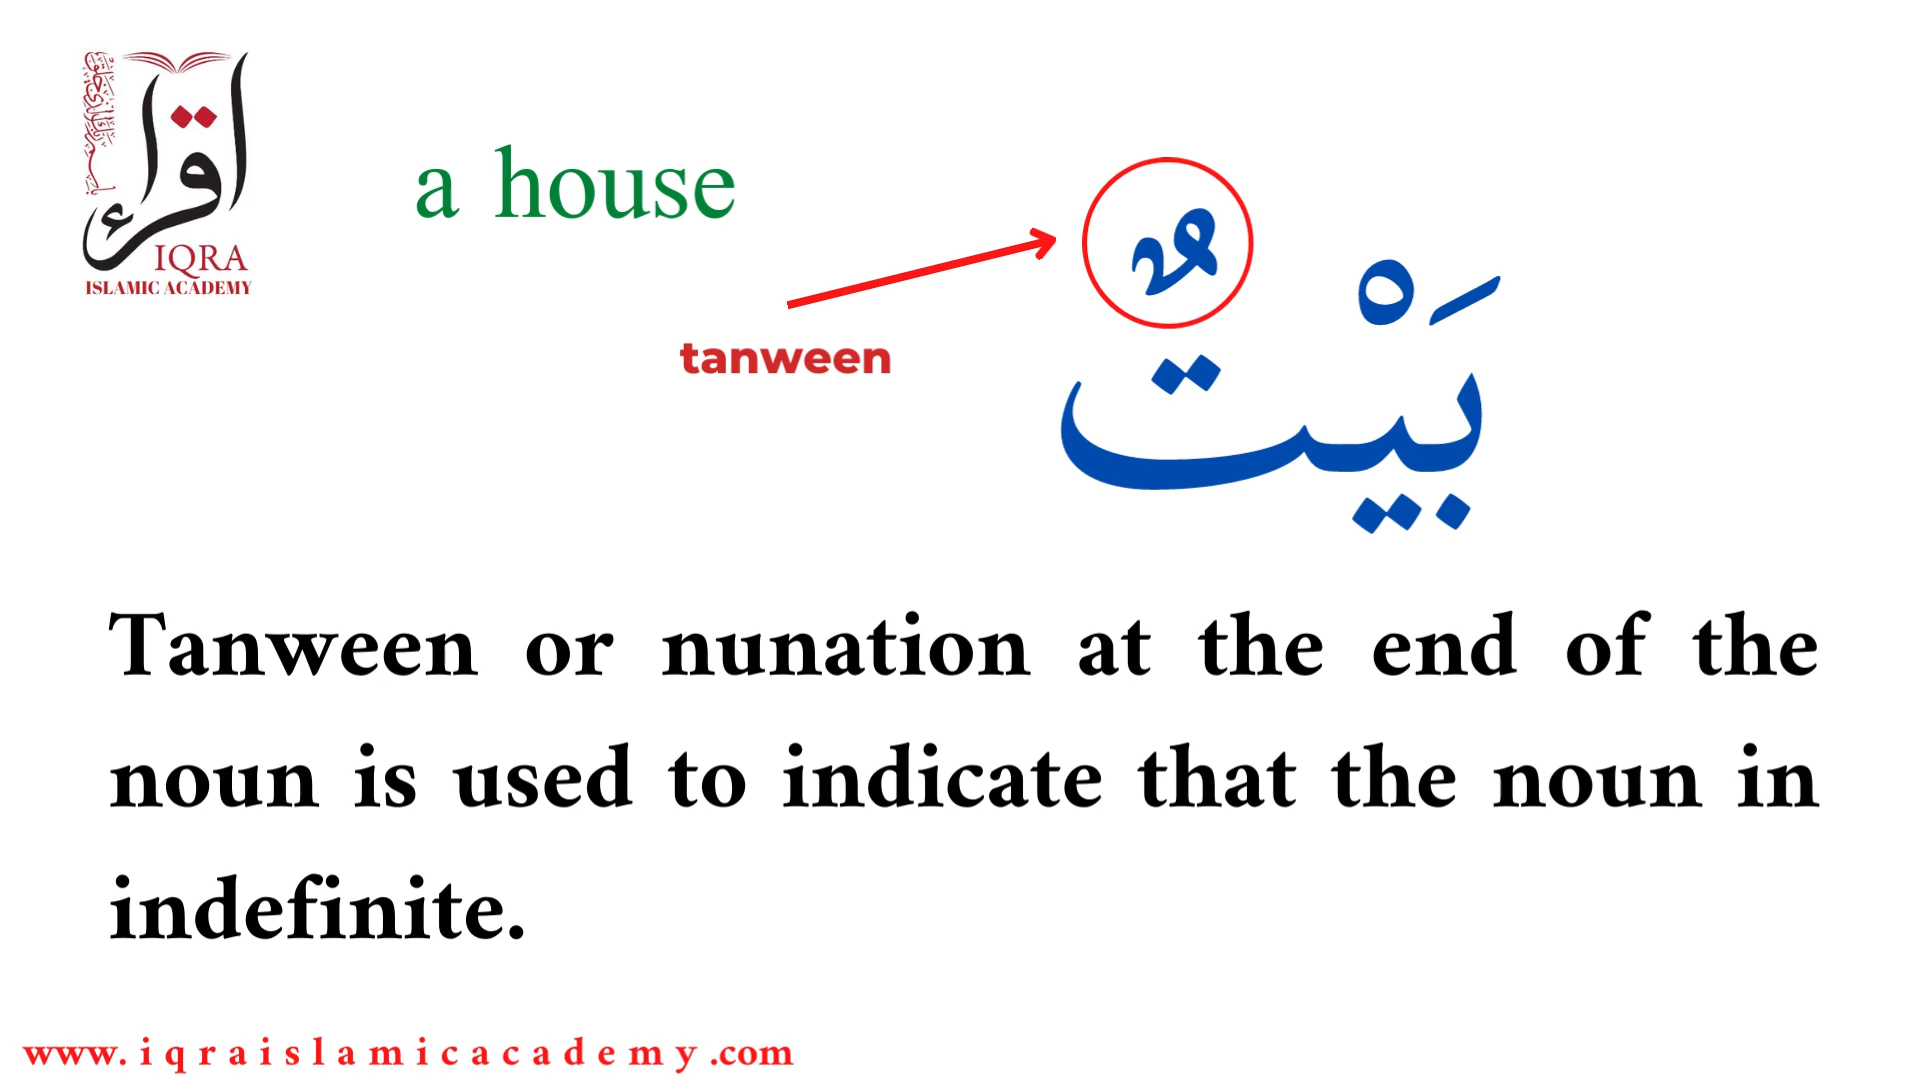 اقرأ
IQRA
ISLAMIC ACADEMY
a house
tanween
بَيْتٌ
Tanween or nunation at the end of the
noun is used to indicate that the noun in
indefinite.
www. i q r a i s l a m i c a c a d e m y .com